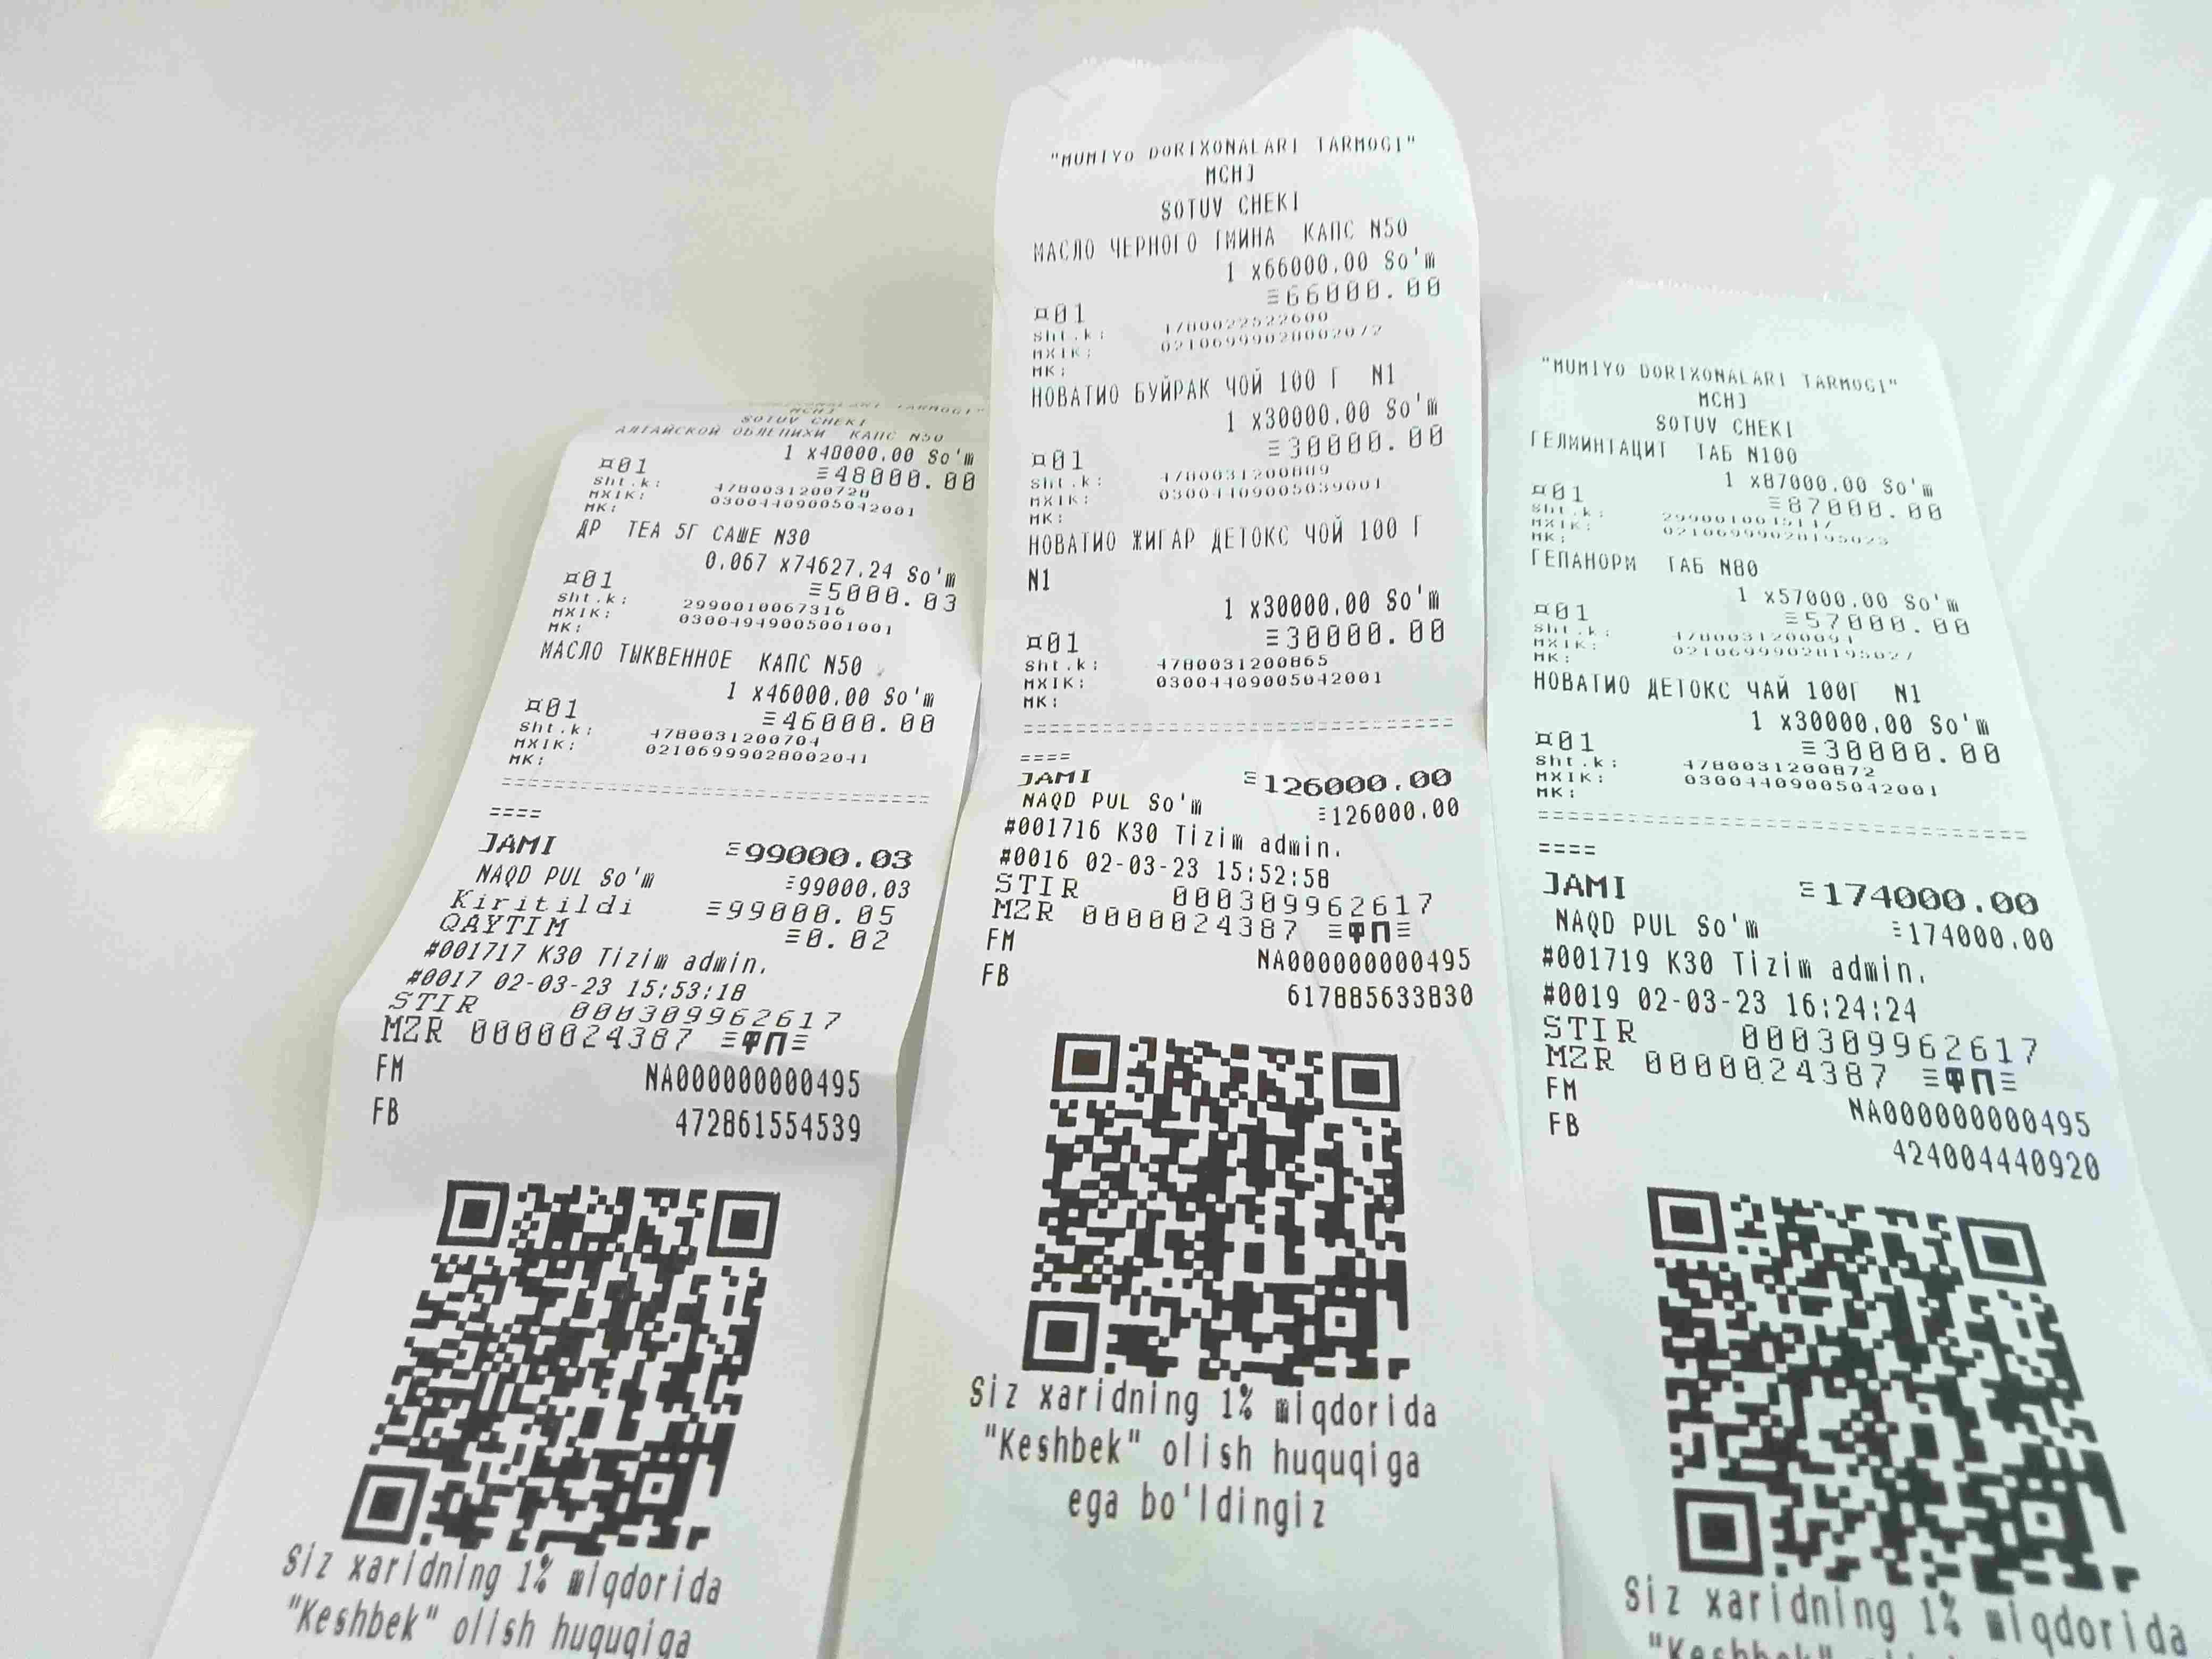 MCHJ
SOTUV CHEKI
АЛТАЙСКОЙ ОБЛЕПИХИ КАПС N50
1 x48000.00 So'm
¤01 ≡48000.00
Sht.k: 4780031200728
MXIK: 03004409005042001
MK:
ДР ТЕА 5Г САШЕ N30
0.067 x74627.24 So'm
¤01 ≡5000.03
Sht.k: 2990010067316
MXIK: 03004949005001001
MK:
МАСЛО ТЫКВЕННОЕ КАПС N50
1 x46000.00 So'm
¤01 ≡46000.00
Sht.k: 4780031200704
MXIK: 02106999028002041
MK:
====
JAMI ≡99000.03
NAQD PUL So'm ≡99000.03
Kiritildi ≡99000.05
QAYTIM ≡0.02
#001717 K30 Tizim admin.
#0017 02-03-23 15:53:18
STIR 000309962617
MZR 0000024387 ≡ФП≡
FM NA000000000495
FB 472861554539
Siz xaridning 1% miqdorida
"Keshbek" olish huquqiga
"MUMIYO DORIXONALARI TARMOGI"
MCHJ
SOTUV CHEKI
МАСЛО ЧЕРНОГО ТМИНА КАПС N50
1 x66000.00 So'm
¤01 ≡66000.00
Sht.k: 4780022522600
MXIK: 02106999028002072
MK:
НОВАТИО БУЙРАК ЧОЙ 100 Г N1
1 x30000.00 So'm
¤01 ≡30000.00
Sht.k: 4780031200889
MXIK: 03004409005039001
MK:
НОВАТИО ЖИГАР ДЕТОКС ЧОЙ 100 Г
N1
1 x30000.00 So'm
¤01 ≡30000.00
Sht.k: 4780031200865
MXIK: 03004409005042001
MK:
====
JAMI ≡126000.00
NAQD PUL So'm ≡126000.00
#001716 K30 Tizim admin.
#0016 02-03-23 15:52:58
STIR 000309962617
MZR 0000024387 ≡ФП≡
FM NA000000000495
FB 617885633830
Siz xaridning 1% miqdorida
"Keshbek" olish huquqiga
ega bo'ldingiz
"MUMIYO DORIXONALARI TARMOGI"
MCHJ
SOTUV CHEKI
ГЕЛМИНТАЦИТ ТАБ N100
1 x87000.00 So'm
¤01 ≡87000.00
Sht.k:
MXIK: 02106999028195023
MK:
ГЕПАНОРМ ТАБ N80
1 x57000.00 So'm
¤01 ≡57000.00
Sht.k: 4780031200094
MXIK: 02106999028195027
MK:
НОВАТИО ДЕТОКС ЧАЙ 100Г N1
1 x30000.00 So'm
¤01 ≡30000.00
Sht.k: 4780031200872
MXIK: 03004409005042001
MK:
====
JAMI ≡174000.00
NAQD PUL So'm ≡174000.00
#001719 K30 Tizim admin.
#0019 02-03-23 16:24:24
STIR 000309962617
MZR 0000024387 ≡ФП≡
FM NA000000000495
FB 424004440920
Siz xaridning 1% miqdorida
"Keshbek"